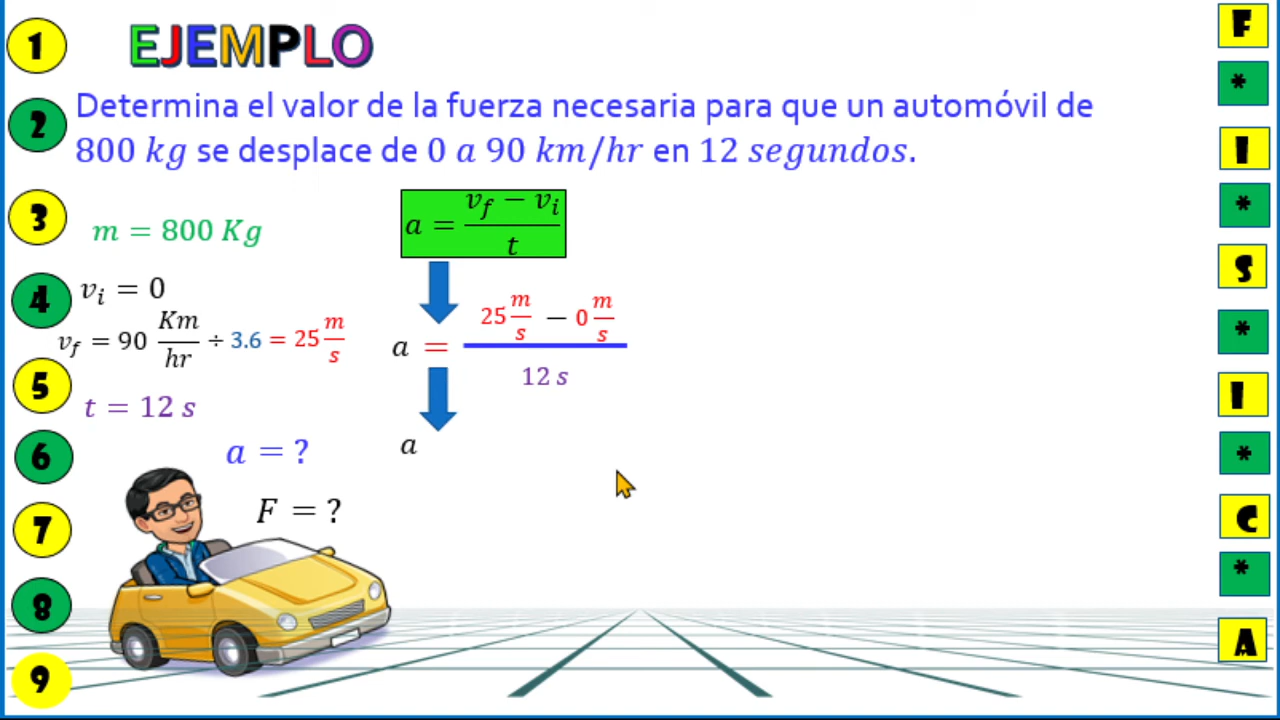 EJEMPLO
Determina el valor de la fuerza necesaria para que un automóvil de
800 kg se desplace de 0 a 90 km/hr en 12 segundos.
m = 800 Kg
v_i = 0
v_f = 90 Km/hr ÷ 3.6 = 25 m/s
t = 12 s
a = ?
F = ?
a = (v_f − v_i)/t
a = (25 m/s − 0 m/s)/(12 s)
a
1
2
3
4
5
6
7
8
9
F
*
I
*
S
*
I
*
C
*
A